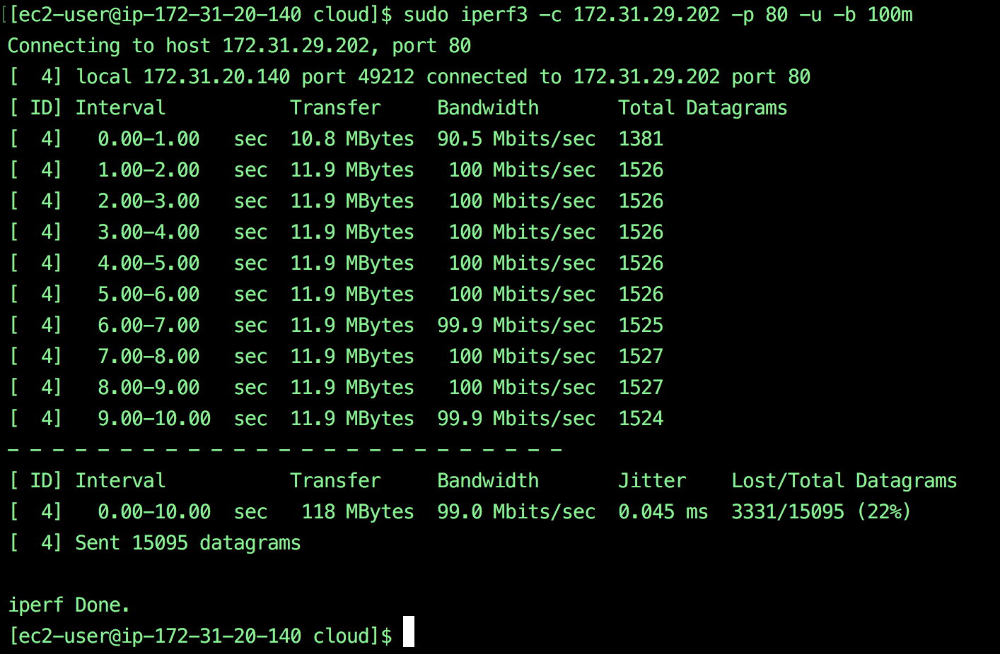 [[ec2-user@ip-172-31-20-140 cloud]$ sudo iperf3 -c 172.31.29.202 -p 80 -u -b 100m
Connecting to host 172.31.29.202, port 80
[  4] local 172.31.20.140 port 49212 connected to 172.31.29.202 port 80
[ ID] Interval           Transfer     Bandwidth       Total Datagrams
[  4]   0.00-1.00   sec  10.8 MBytes  90.5 Mbits/sec  1381
[  4]   1.00-2.00   sec  11.9 MBytes   100 Mbits/sec  1526
[  4]   2.00-3.00   sec  11.9 MBytes   100 Mbits/sec  1526
[  4]   3.00-4.00   sec  11.9 MBytes   100 Mbits/sec  1526
[  4]   4.00-5.00   sec  11.9 MBytes   100 Mbits/sec  1526
[  4]   5.00-6.00   sec  11.9 MBytes   100 Mbits/sec  1526
[  4]   6.00-7.00   sec  11.9 MBytes  99.9 Mbits/sec  1525
[  4]   7.00-8.00   sec  11.9 MBytes   100 Mbits/sec  1527
[  4]   8.00-9.00   sec  11.9 MBytes   100 Mbits/sec  1527
[  4]   9.00-10.00  sec  11.9 MBytes  99.9 Mbits/sec  1524
- - - - - - - - - - - - - - - - - - - - - - - - -
[ ID] Interval           Transfer     Bandwidth       Jitter    Lost/Total Datagrams
[  4]   0.00-10.00  sec   118 MBytes  99.0 Mbits/sec  0.045 ms  3331/15095 (22%)
[  4] Sent 15095 datagrams
iperf Done.
[ec2-user@ip-172-31-20-140 cloud]$